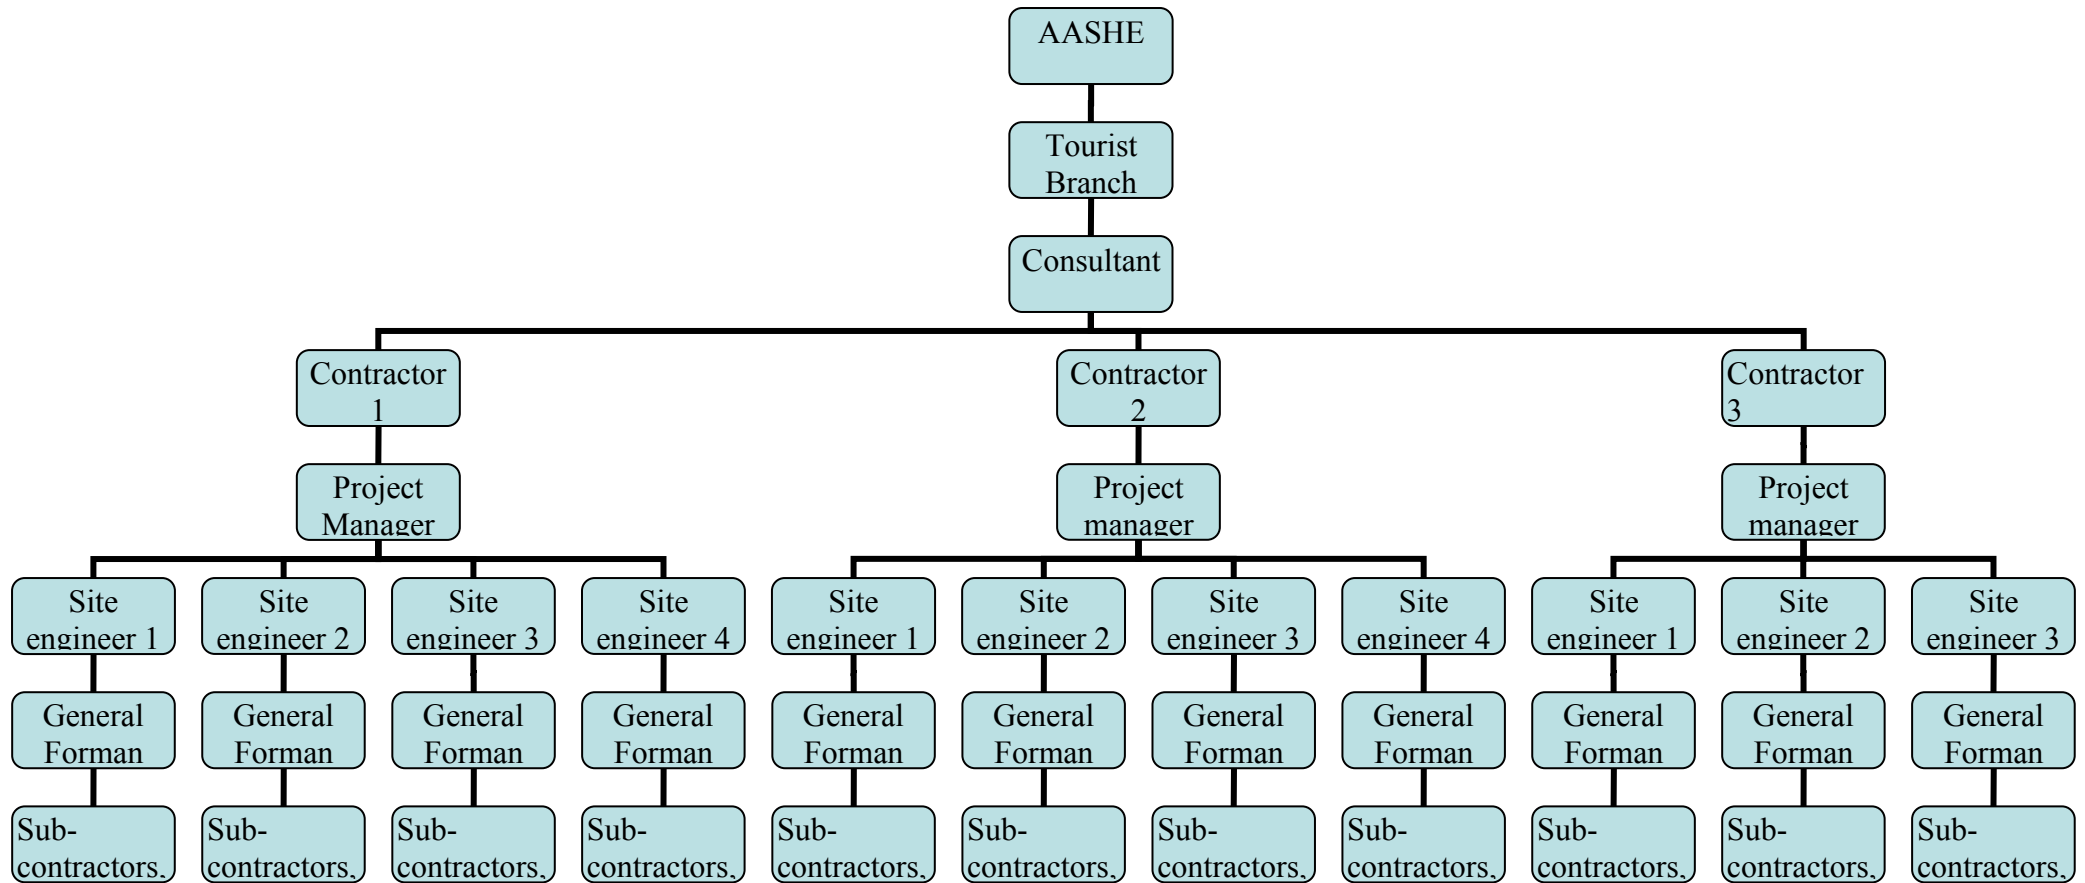 AASHE
Tourist
Branch
Consultant
Contractor
1
Contractor
2
Contractor
3
Project
Manager
Project
manager
Project
manager
Site
engineer 1
Site
engineer 2
Site
engineer 3
Site
engineer 4
Site
engineer 1
Site
engineer 2
Site
engineer 3
Site
engineer 4
Site
engineer 1
Site
engineer 2
Site
engineer 3
General
Forman
General
Forman
General
Forman
General
Forman
General
Forman
General
Forman
General
Forman
General
Forman
General
Forman
General
Forman
General
Forman
Sub-
contractors,
Sub-
contractors,
Sub-
contractors,
Sub-
contractors,
Sub-
contractors,
Sub-
contractors,
Sub-
contractors,
Sub-
contractors,
Sub-
contractors,
Sub-
contractors,
Sub-
contractors,